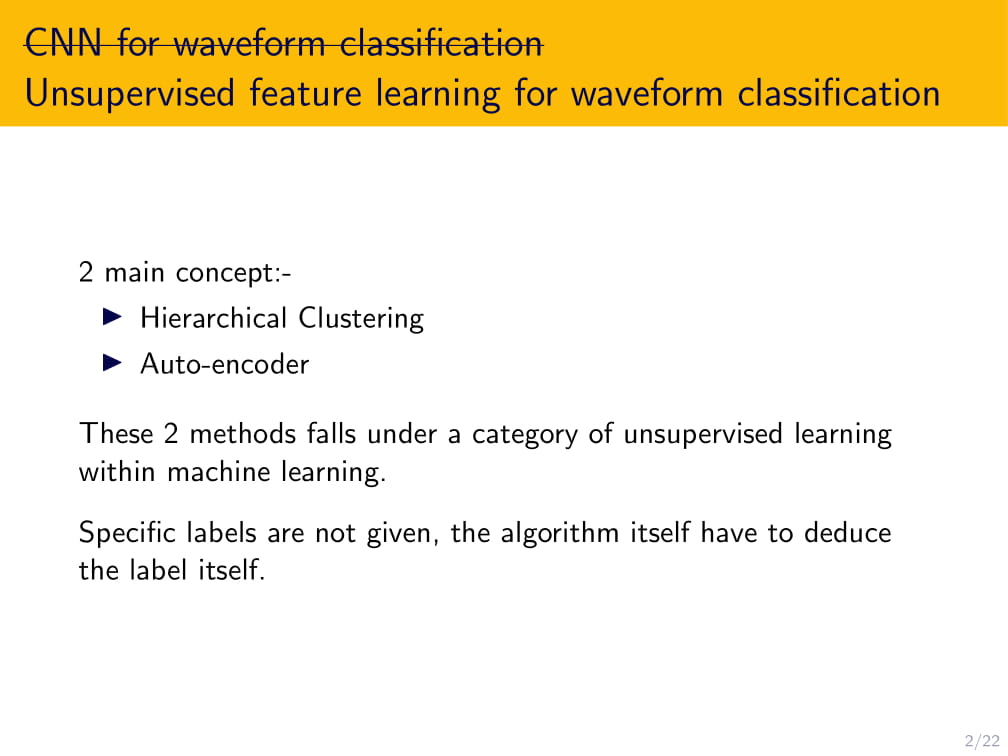 CNN for waveform classification
Unsupervised feature learning for waveform classification
2 main concept:-
▶ Hierarchical Clustering
▶ Auto-encoder
These 2 methods falls under a category of unsupervised learning
within machine learning.
Specific labels are not given, the algorithm itself have to deduce
the label itself.
2/22